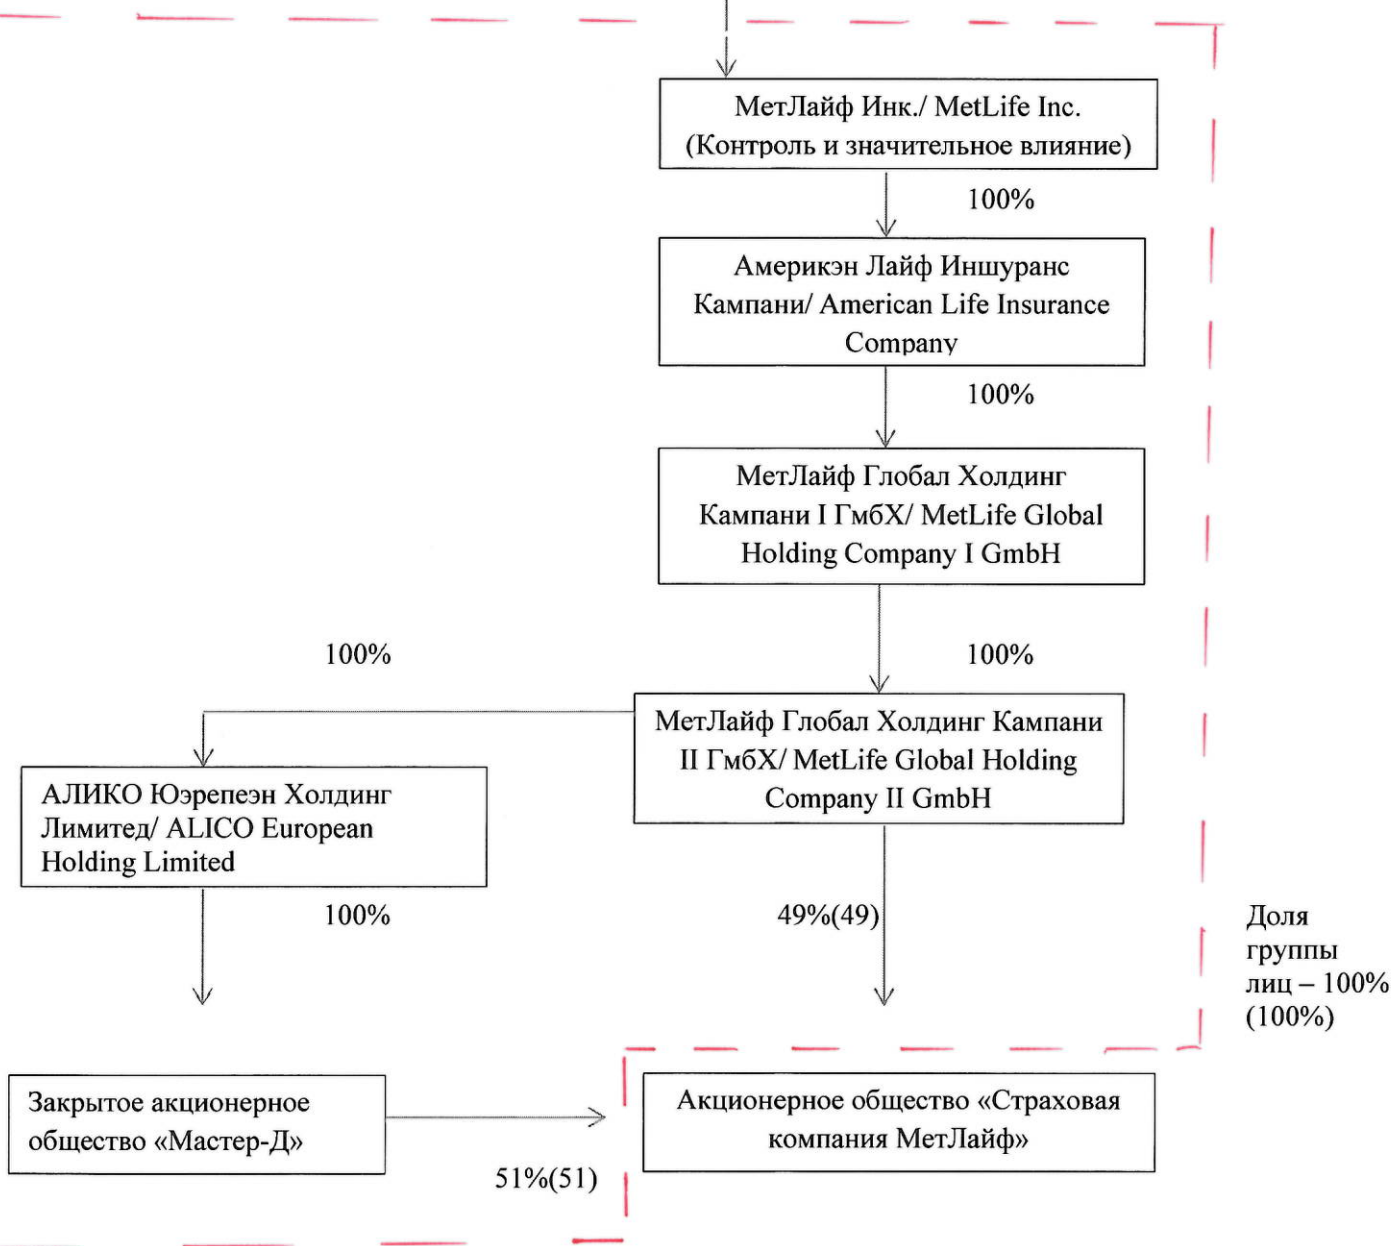 МетЛайф Инк./ MetLife Inc.
(Контроль и значительное влияние)
100%
Америкэн Лайф Иншуранс
Кампани/ American Life Insurance
Company
100%
МетЛайф Глобал Холдинг
Кампани I ГмбХ/ MetLife Global
Holding Company I GmbH
100%
100%
МетЛайф Глобал Холдинг Кампани
II ГмбХ/ MetLife Global Holding
Company II GmbH
АЛИКО Юэрепеэн Холдинг
Лимитед/ ALICO European
Holding Limited
100%
49%(49)
Доля
группы
лиц – 100%
(100%)
Закрытое акционерное
общество «Мастер-Д»
51%(51)
Акционерное общество «Страховая
компания МетЛайф»